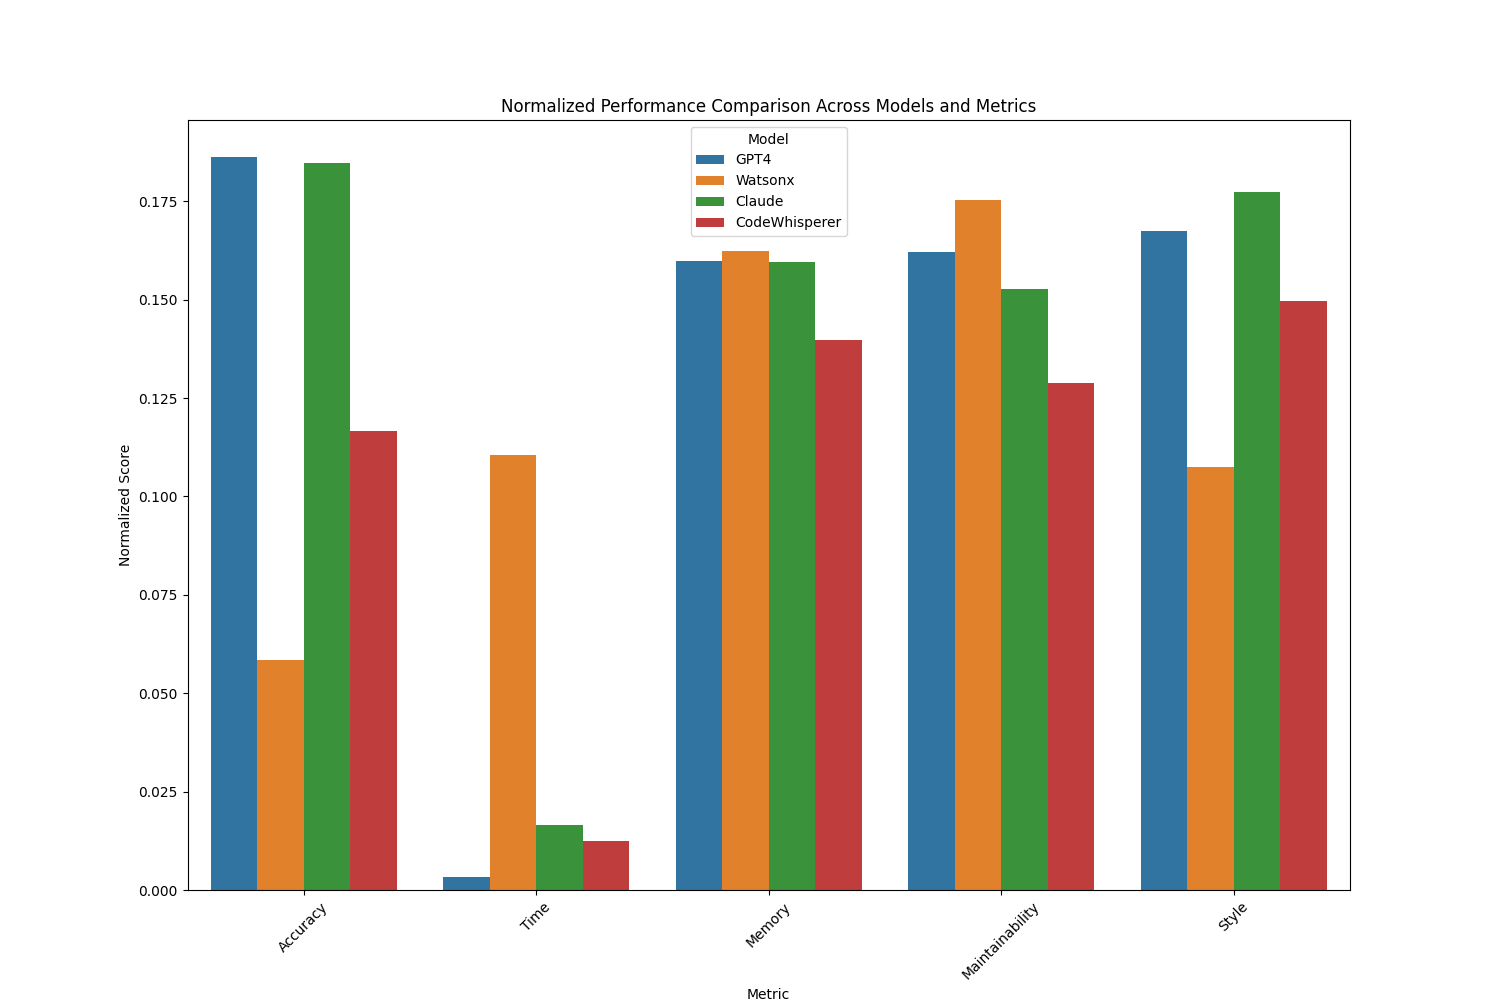 Normalized Performance Comparison Across Models and Metrics
Model
GPT4
Watsonx
Claude
CodeWhisperer
Normalized Score
0.175
0.150
0.125
0.100
0.075
0.050
0.025
0.000
Accuracy
Time
Memory
Maintainability
Style
Metric